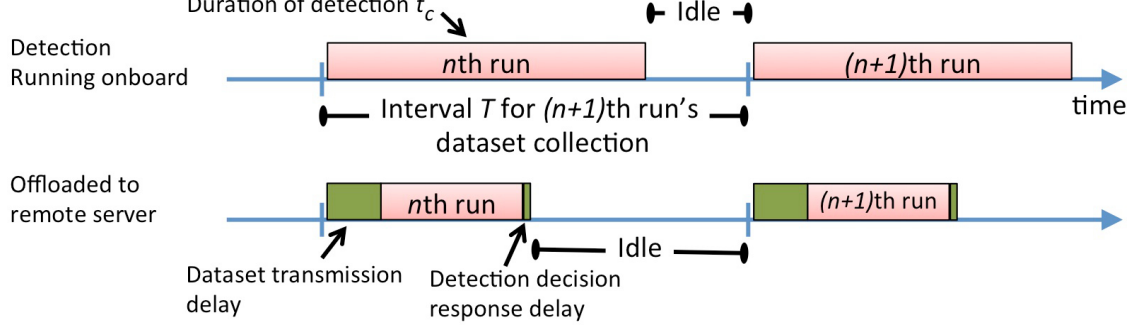 Duration of detection tc
Idle
Detection
Running onboard
nth run
(n+1)th run
time
Interval T for (n+1)th run's
dataset collection
Offloaded to
remote server
nth run
(n+1)th run
Idle
Dataset transmission
delay
Detection decision
response delay